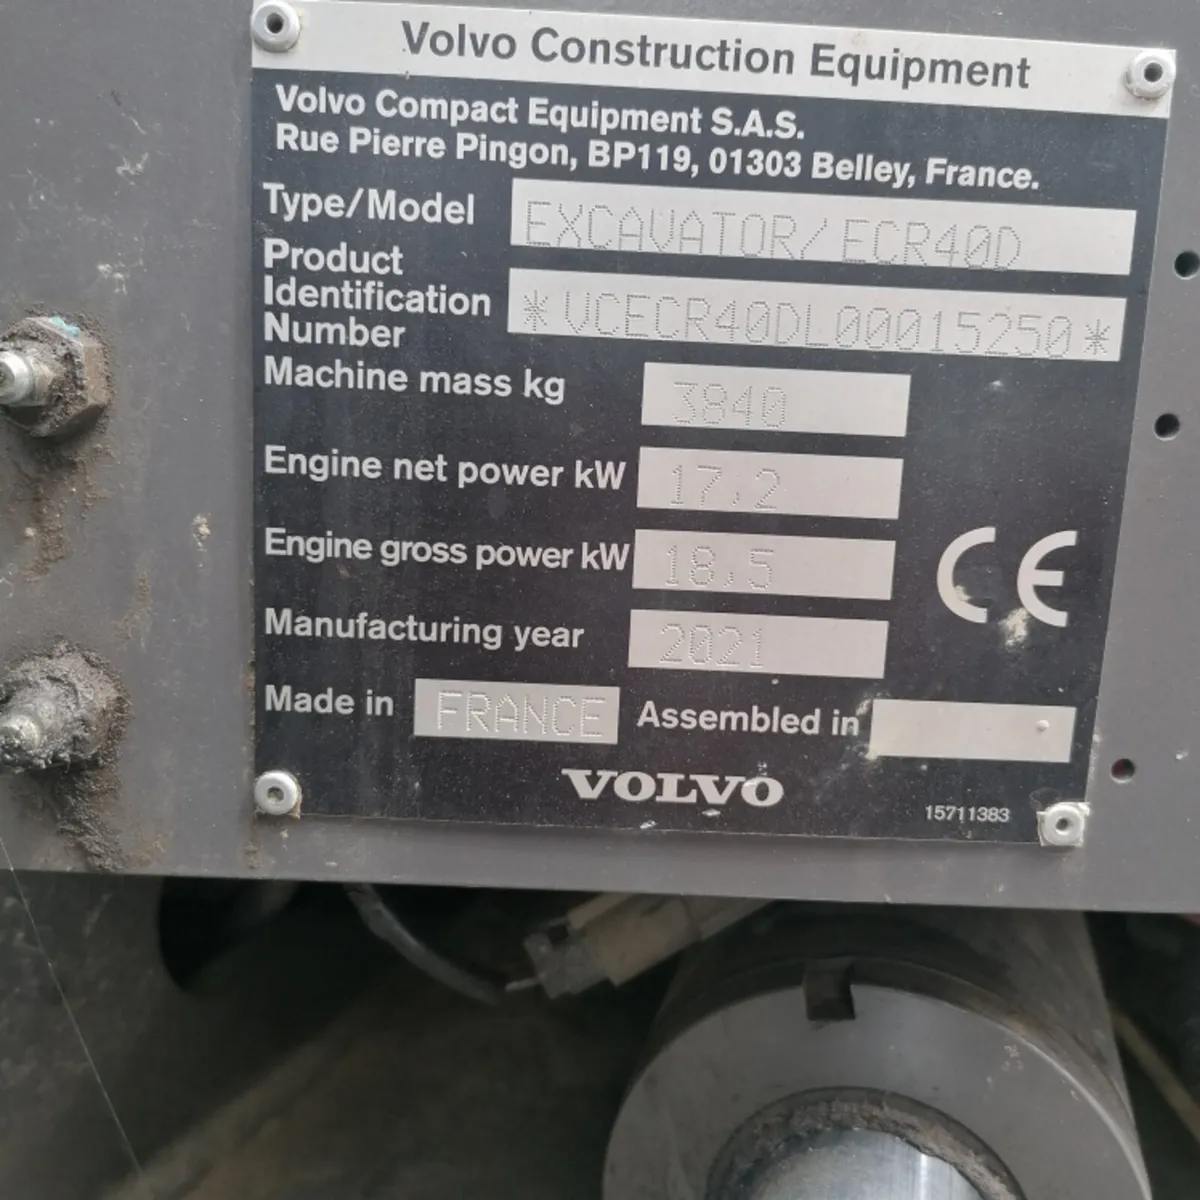 Volvo Construction Equipment
Volvo Compact Equipment S.A.S.
Rue Pierre Pingon, BP119, 01303 Belley, France.
Type/Model EXCAVATOR/ECR40D
Product Identification Number *VCECR40DL00015250*
Machine mass kg 3840
Engine net power kW 17,2
Engine gross power kW 18,5
CE
Manufacturing year 2021
Made in FRANCE Assembled in
VOLVO
15711383